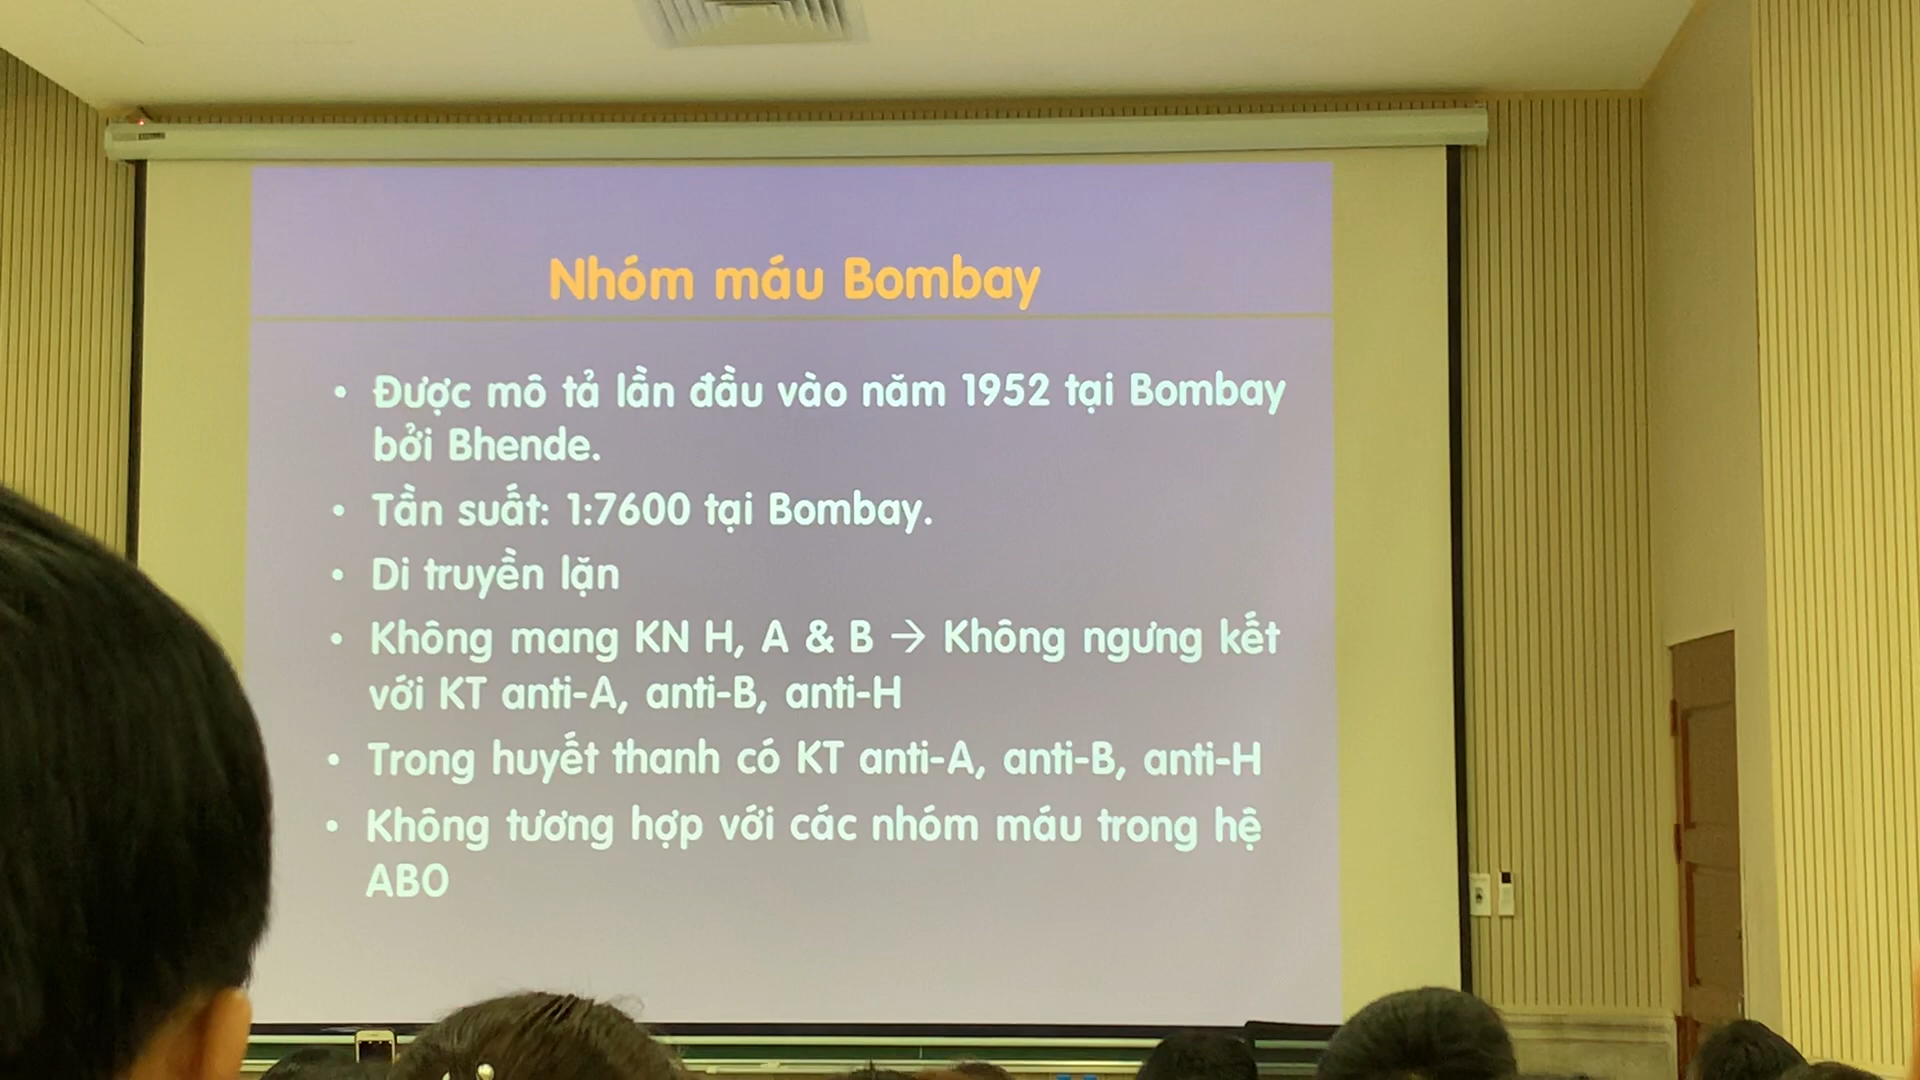 Nhóm máu Bombay
• Được mô tả lần đầu vào năm 1952 tại Bombay
bởi Bhende.
• Tần suất: 1:7600 tại Bombay.
• Di truyền lặn
• Không mang KN H, A & B → Không ngưng kết
với KT anti-A, anti-B, anti-H
• Trong huyết thanh có KT anti-A, anti-B, anti-H
• Không tương hợp với các nhóm máu trong hệ
ABO